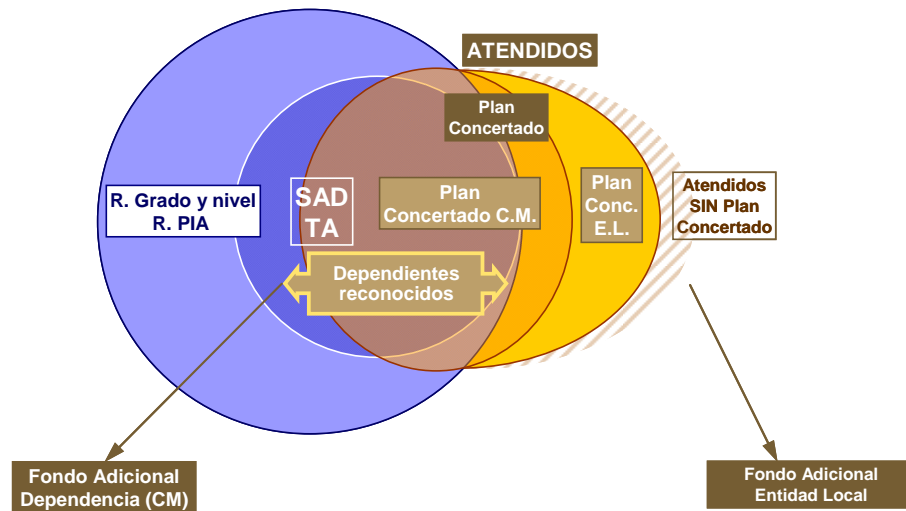 ATENDIDOS
Plan
Concertado
R. Grado y nivel
R. PIA
SAD
TA
Plan
Concertado C.M.
Plan
Conc.
E.L.
Atendidos
SIN Plan
Concertado
Dependientes
reconocidos
Fondo Adicional
Dependencia (CM)
Fondo Adicional
Entidad Local